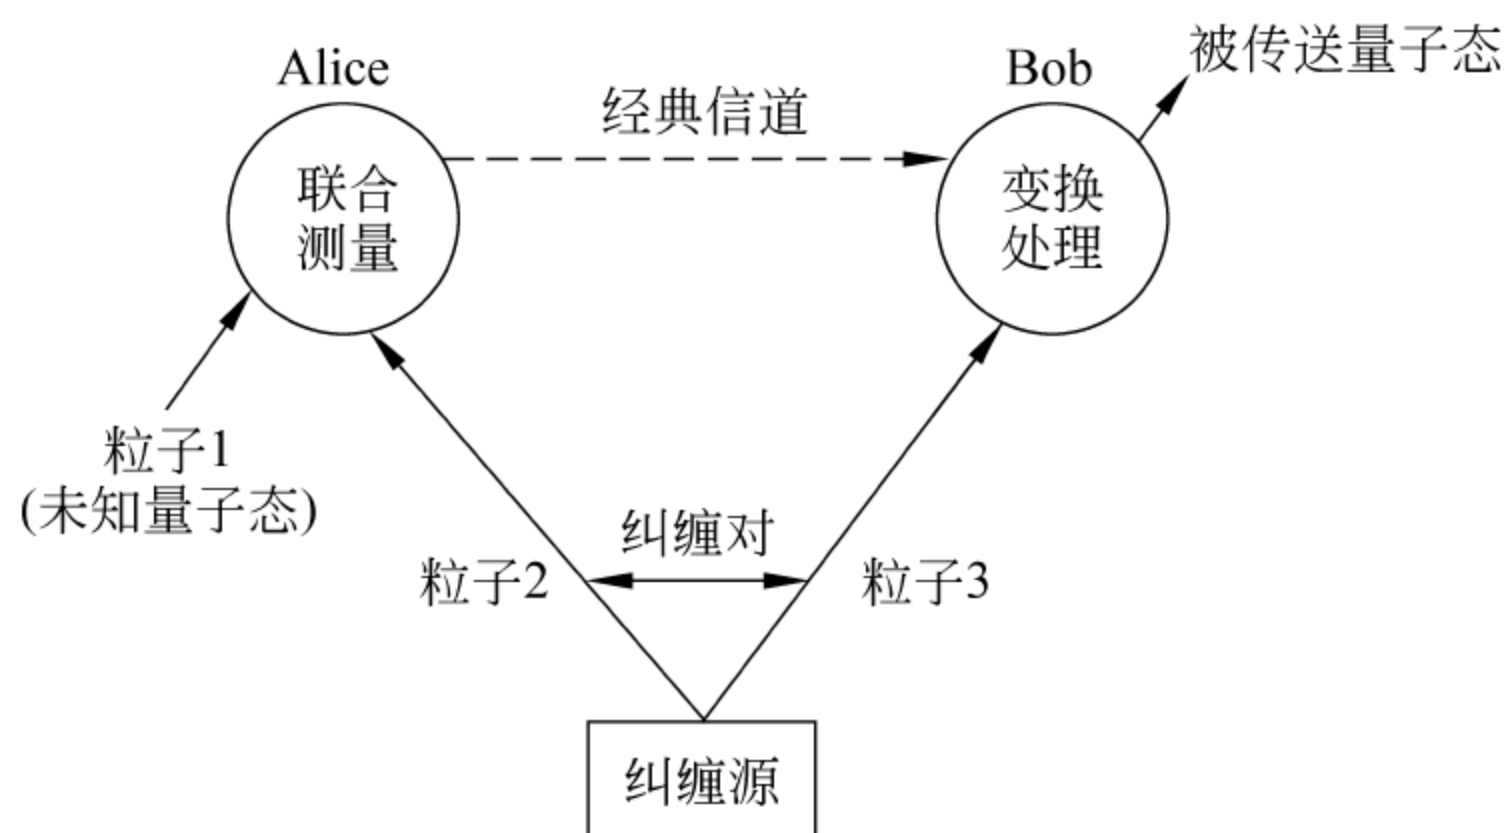 被传送量子态
Alice
Bob
经典信道
联合
测量
变换
处理
粒子1
(未知量子态)
纠缠对
粒子2
粒子3
纠缠源